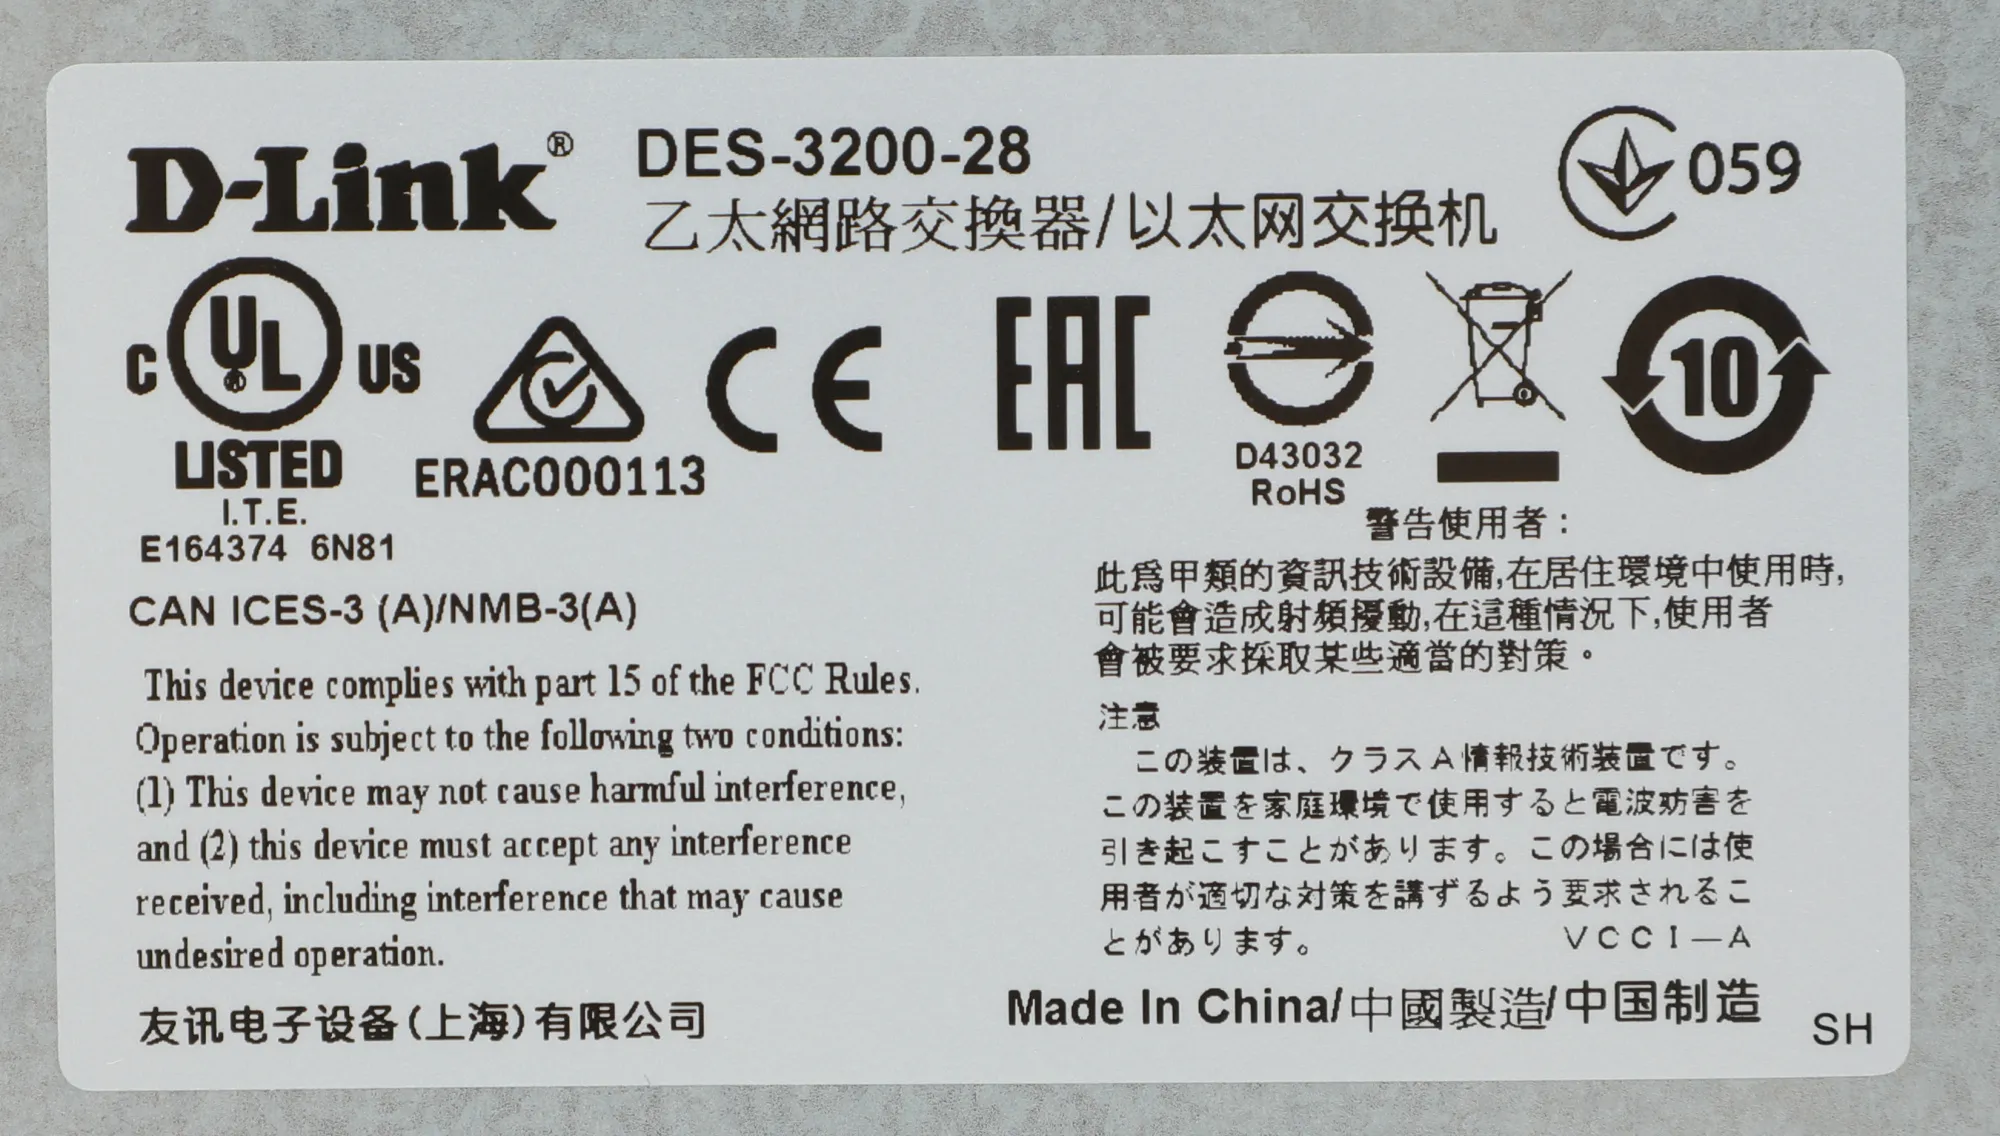 D-Link®
DES-3200-28
乙太網路交換器/以太网交换机
059
C UL® US
LISTED
I.T.E.
E164374 6N81
ERAC000113
CE
EAC
D43032
RoHS
10
CAN ICES-3 (A)/NMB-3(A)
This device complies with part 15 of the FCC Rules.
Operation is subject to the following two conditions:
(1) This device may not cause harmful interference,
and (2) this device must accept any interference
received, including interference that may cause
undesired operation.
友讯电子设备(上海)有限公司
警告使用者：
此爲甲類的資訊技術設備,在居住環境中使用時,
可能會造成射頻擾動,在這種情況下,使用者
會被要求採取某些適當的對策。
注意
この装置は、クラスA情報技術装置です。
この装置を家庭環境で使用すると電波妨害を
引き起こすことがあります。この場合には使
用者が適切な対策を講ずるよう要求されるこ
とがあります。 VCCI—A
Made In China/中國製造/中国制造
SH